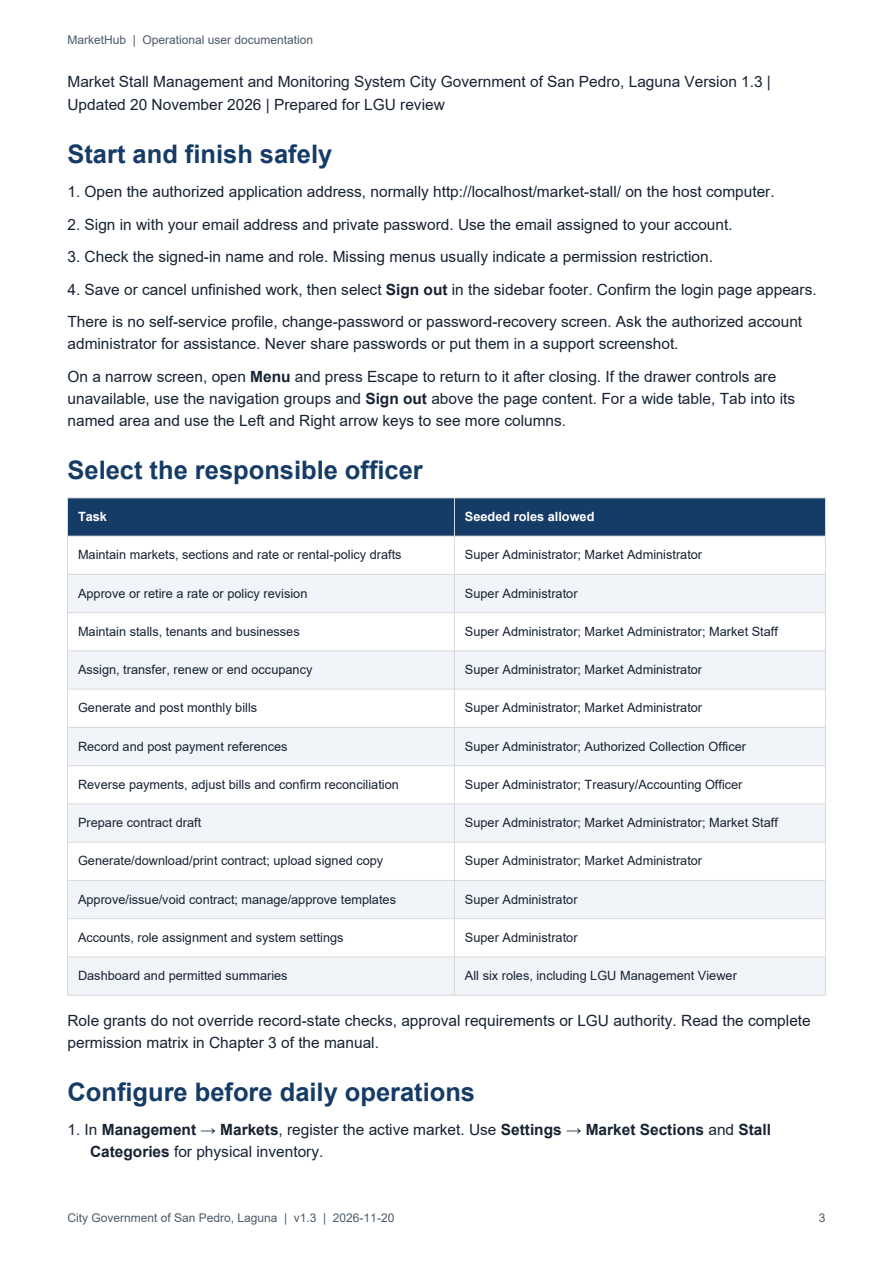 MarketHub | Operational user documentation
Market Stall Management and Monitoring System City Government of San Pedro, Laguna Version 1.3 |
Updated 20 November 2026 | Prepared for LGU review
Start and finish safely
1. Open the authorized application address, normally http://localhost/market-stall/ on the host computer.
2. Sign in with your email address and private password. Use the email assigned to your account.
3. Check the signed-in name and role. Missing menus usually indicate a permission restriction.
4. Save or cancel unfinished work, then select Sign out in the sidebar footer. Confirm the login page appears.
There is no self-service profile, change-password or password-recovery screen. Ask the authorized account
administrator for assistance. Never share passwords or put them in a support screenshot.
On a narrow screen, open Menu and press Escape to return to it after closing. If the drawer controls are
unavailable, use the navigation groups and Sign out above the page content. For a wide table, Tab into its
named area and use the Left and Right arrow keys to see more columns.
Select the responsible officer
Task Seeded roles allowed
Maintain markets, sections and rate or rental-policy drafts Super Administrator; Market Administrator
Approve or retire a rate or policy revision Super Administrator
Maintain stalls, tenants and businesses Super Administrator; Market Administrator; Market Staff
Assign, transfer, renew or end occupancy Super Administrator; Market Administrator
Generate and post monthly bills Super Administrator; Market Administrator
Record and post payment references Super Administrator; Authorized Collection Officer
Reverse payments, adjust bills and confirm reconciliation Super Administrator; Treasury/Accounting Officer
Prepare contract draft Super Administrator; Market Administrator; Market Staff
Generate/download/print contract; upload signed copy Super Administrator; Market Administrator
Approve/issue/void contract; manage/approve templates Super Administrator
Accounts, role assignment and system settings Super Administrator
Dashboard and permitted summaries All six roles, including LGU Management Viewer
Role grants do not override record-state checks, approval requirements or LGU authority. Read the complete
permission matrix in Chapter 3 of the manual.
Configure before daily operations
1. In Management → Markets, register the active market. Use Settings → Market Sections and Stall
Categories for physical inventory.
City Government of San Pedro, Laguna | v1.3 | 2026-11-20 3